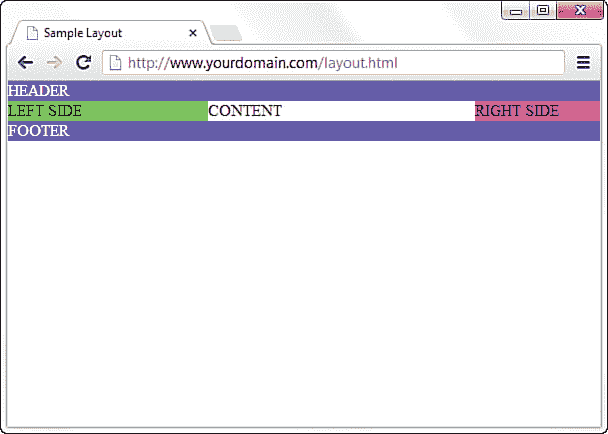 Sample Layout
http://www.yourdomain.com/layout.html
HEADER
LEFT SIDE CONTENT RIGHT SIDE
FOOTER